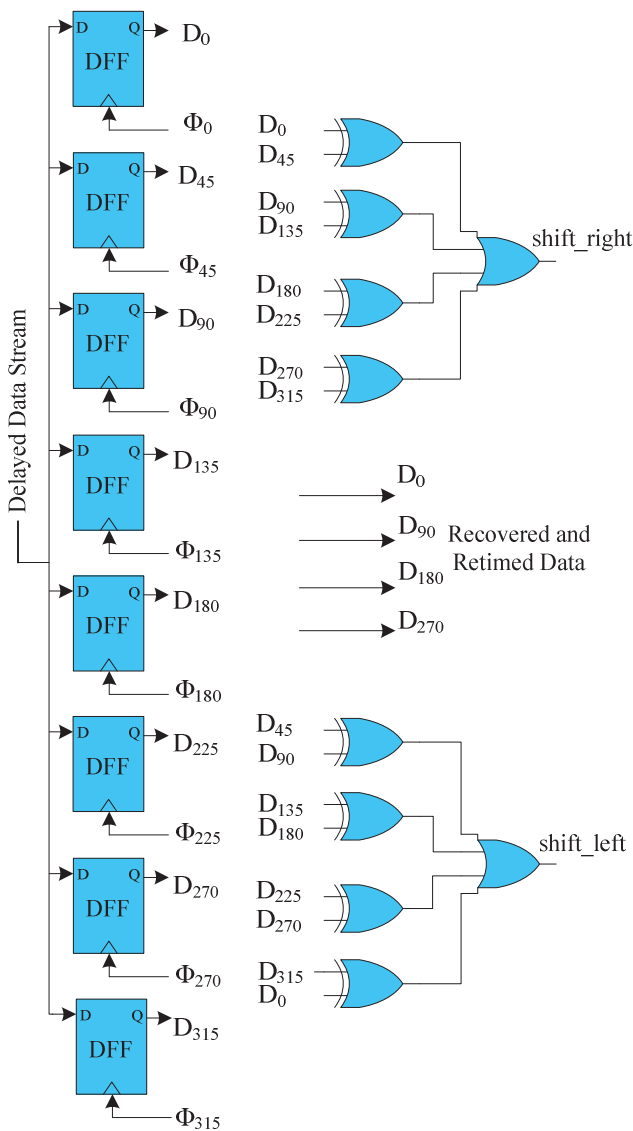 Delayed Data Stream
D Q
DFF
D₀
Φ₀
D Q
DFF
D₄₅
Φ₄₅
D Q
DFF
D₉₀
Φ₉₀
D Q
DFF
D₁₃₅
Φ₁₃₅
D Q
DFF
D₁₈₀
Φ₁₈₀
D Q
DFF
D₂₂₅
Φ₂₂₅
D Q
DFF
D₂₇₀
Φ₂₇₀
D Q
DFF
D₃₁₅
Φ₃₁₅
D₀
D₄₅
D₉₀
D₁₃₅
D₁₈₀
D₂₂₅
D₂₇₀
D₃₁₅
shift_right
D₀
D₉₀
D₁₈₀
D₂₇₀
Recovered and
Retimed Data
D₄₅
D₉₀
D₁₃₅
D₁₈₀
D₂₂₅
D₂₇₀
D₃₁₅
D₀
shift_left